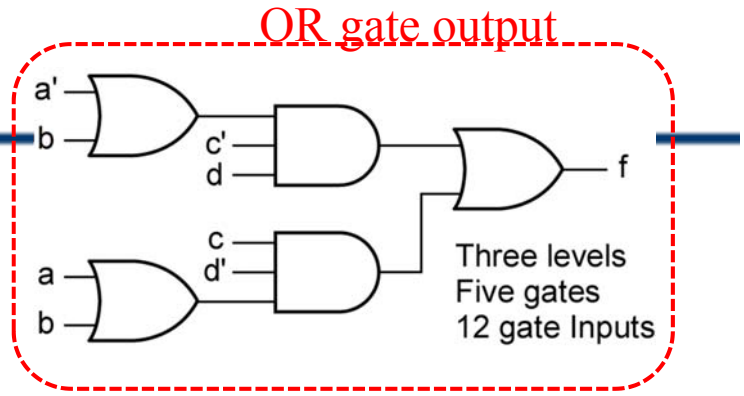 OR gate output
a'
b
c'
d
f
c
d'
a
b
Three levels
Five gates
12 gate Inputs